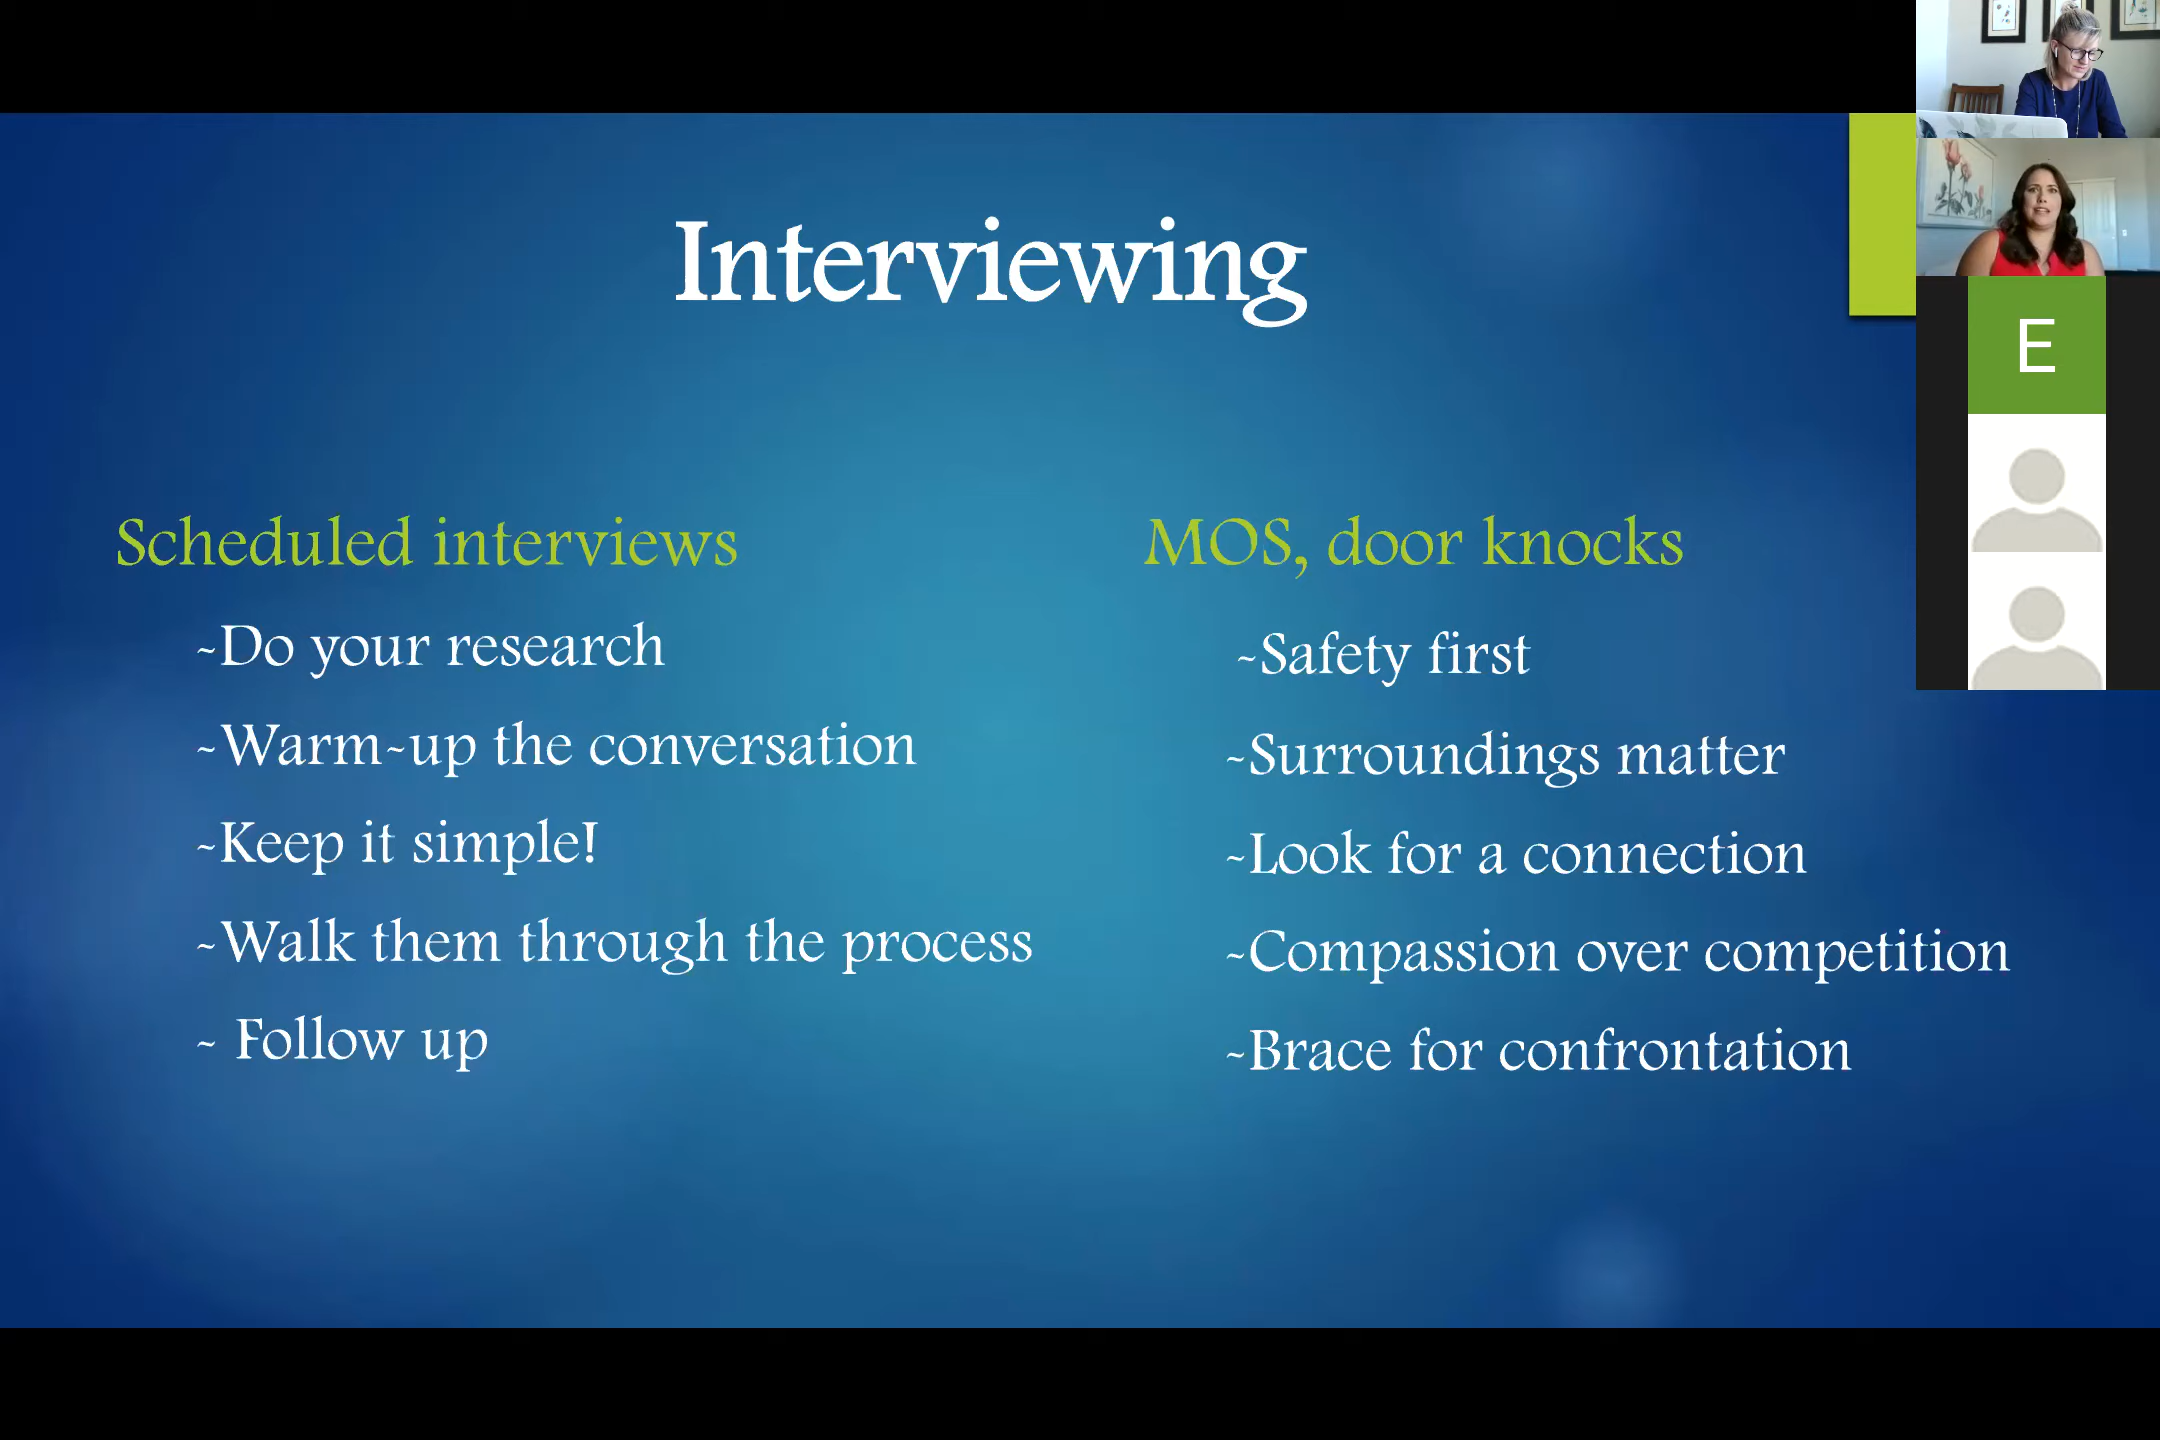 Interviewing
Scheduled interviews
-Do your research
-Warm-up the conversation
-Keep it simple!
-Walk them through the process
- Follow up
MOS, door knocks
-Safety first
-Surroundings matter
-Look for a connection
-Compassion over competition
-Brace for confrontation
E